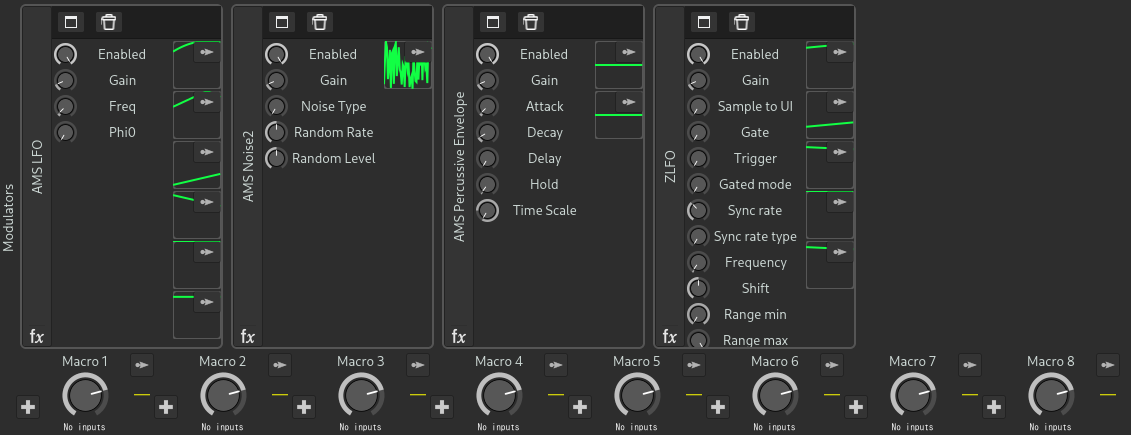 Modulators
AMS LFO
Enabled
Gain
Freq
Phi0
fx
AMS Noise2
Enabled
Gain
Noise Type
Random Rate
Random Level
fx
AMS Percussive Envelope
Enabled
Gain
Attack
Decay
Delay
Hold
Time Scale
fx
ZLFO
Enabled
Gain
Sample to UI
Gate
Trigger
Gated mode
Sync rate
Sync rate type
Frequency
Shift
Range min
Range max
fx
Macro 1
No inputs
Macro 2
No inputs
Macro 3
No inputs
Macro 4
No inputs
Macro 5
No inputs
Macro 6
No inputs
Macro 7
No inputs
Macro 8
No inputs